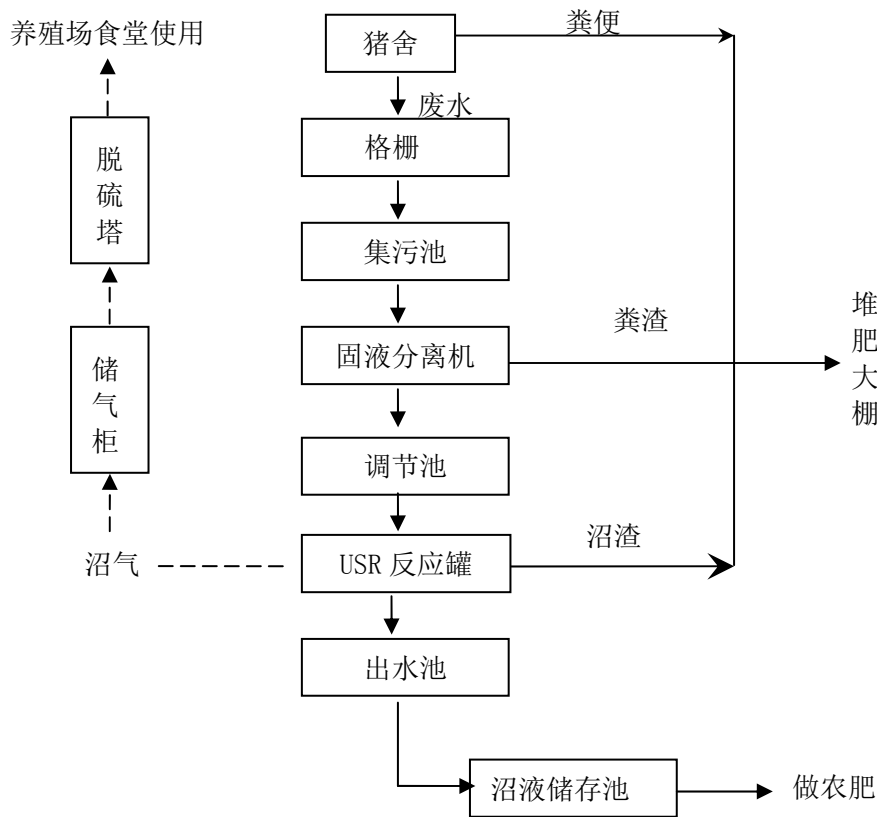 养殖场食堂使用
猪舍
粪便
废水
格栅
脱硫塔
集污池
粪渣
堆肥大棚
固液分离机
储气柜
调节池
沼气
USR 反应罐
沼渣
出水池
沼液储存池
做农肥